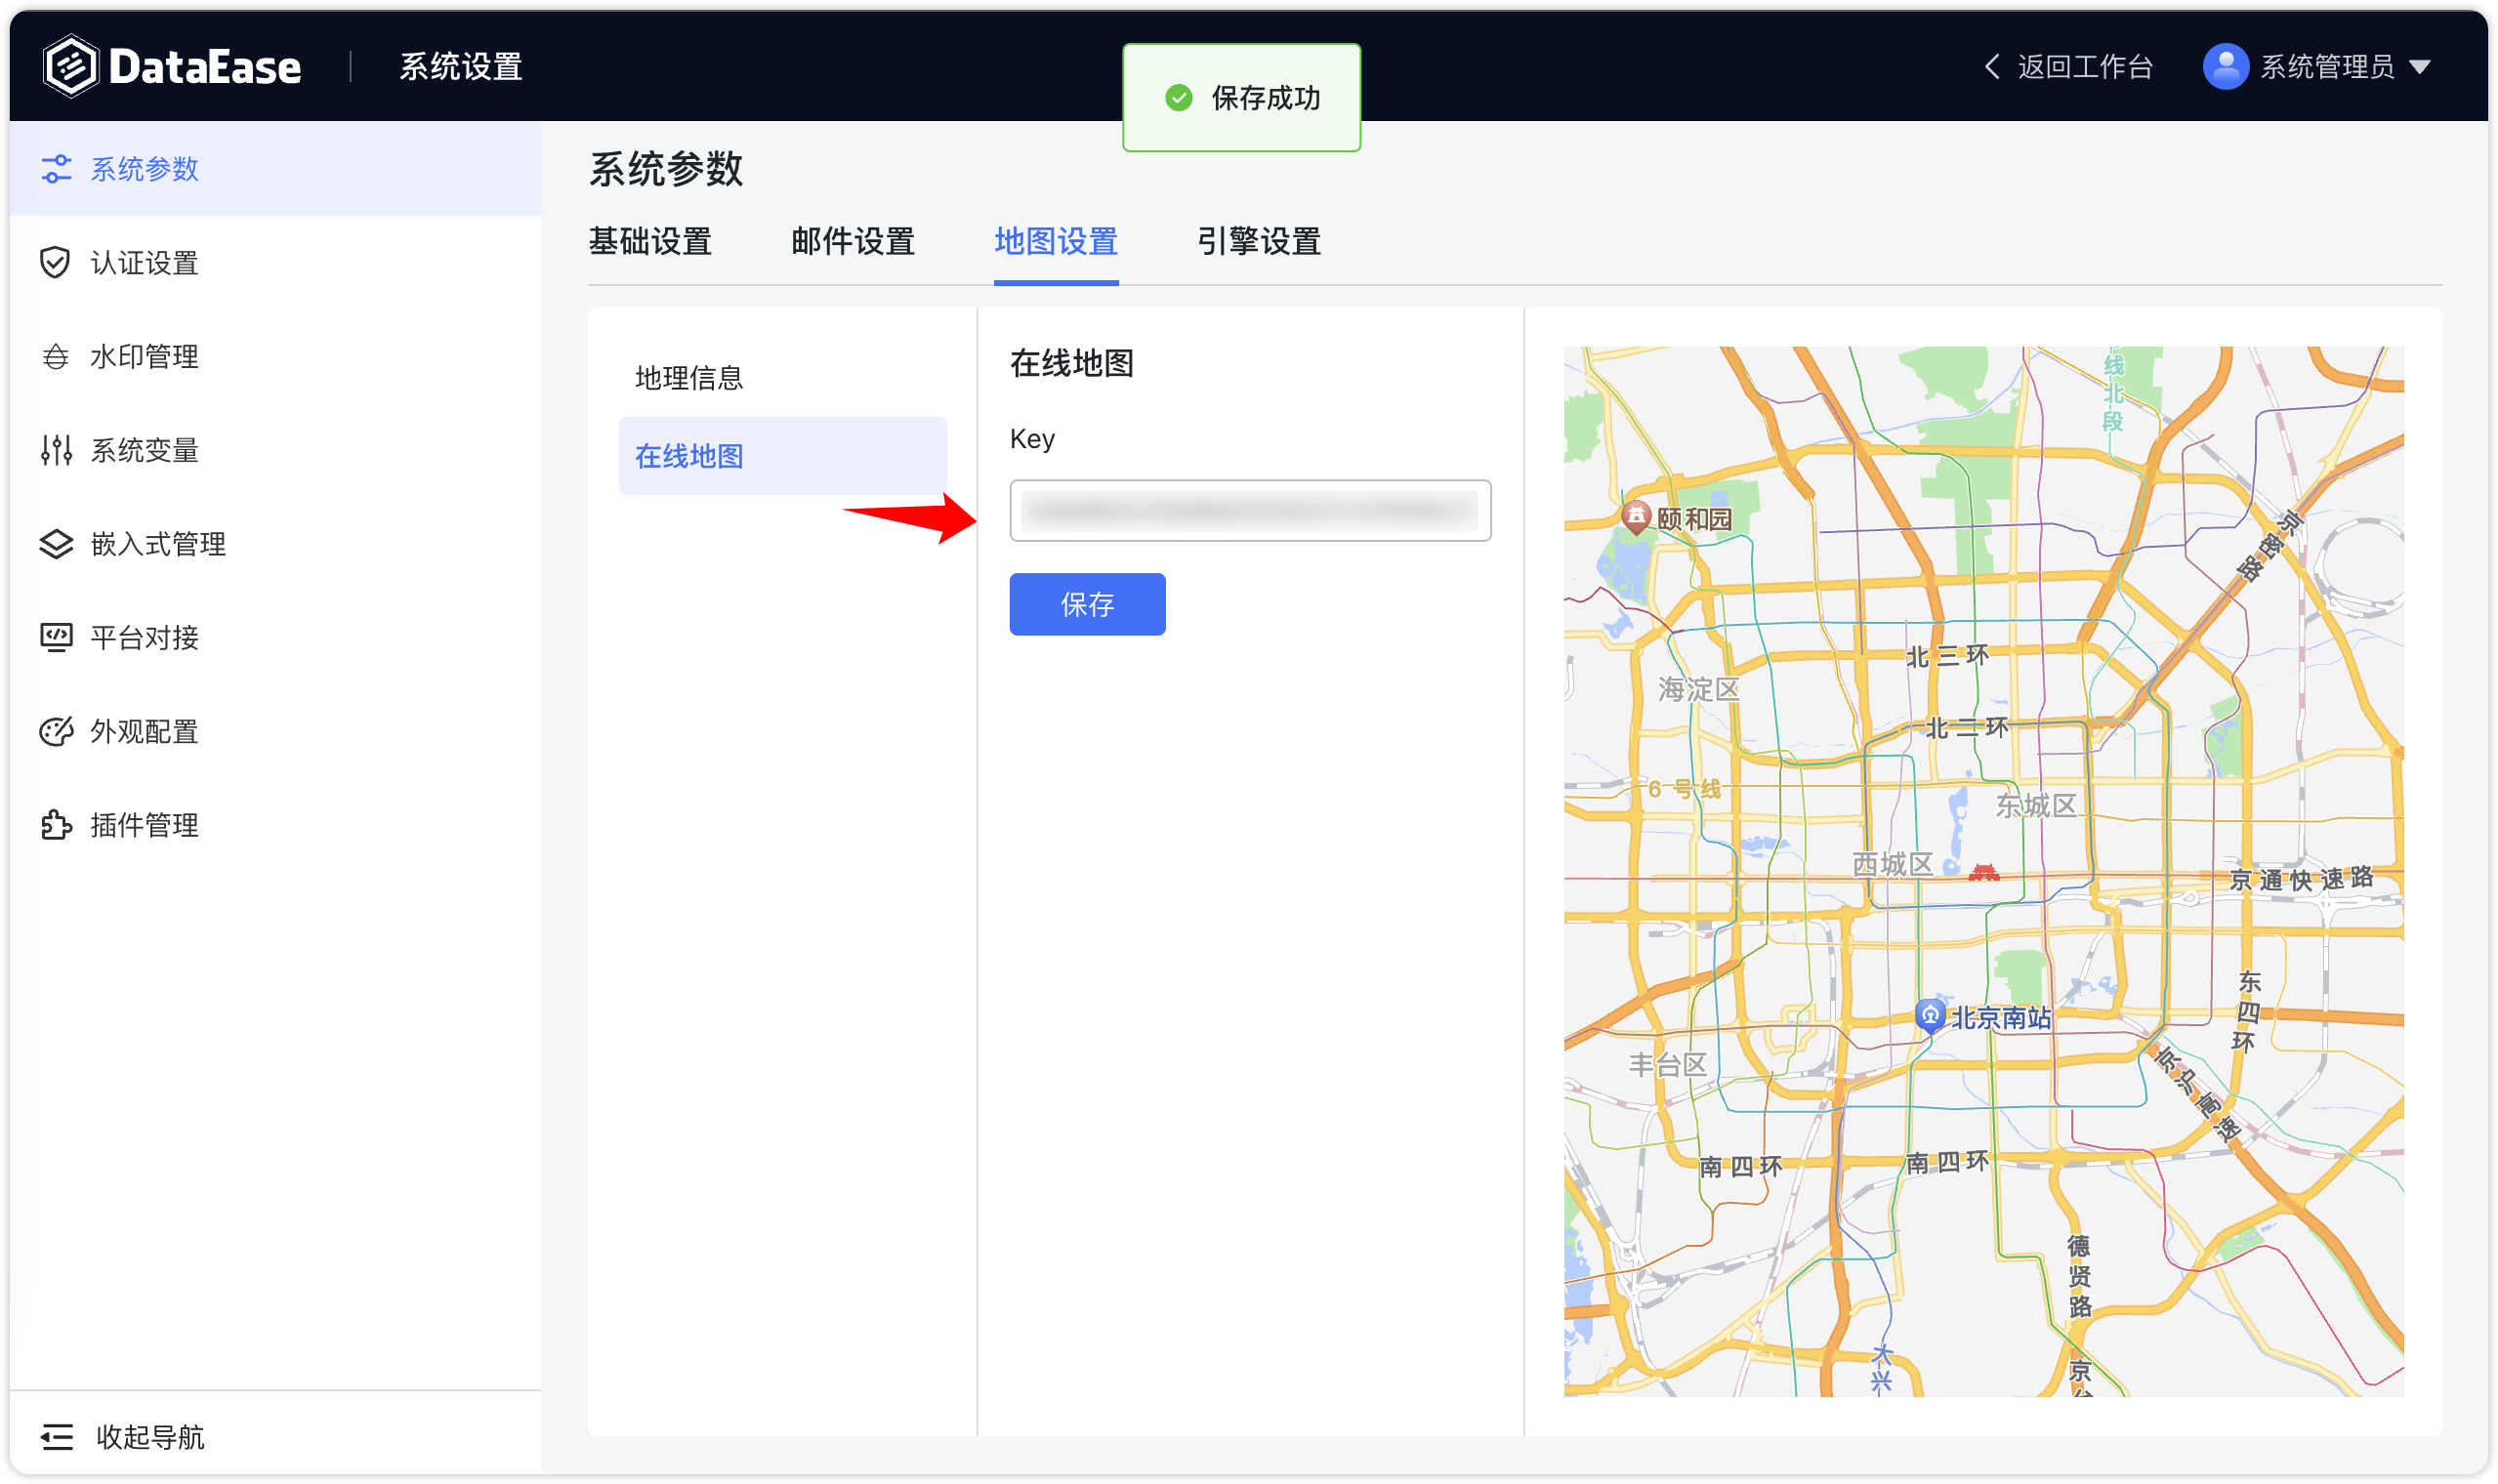 DataEase
系统设置
保存成功
返回工作台
系统管理员
系统参数
认证设置
水印管理
系统变量
嵌入式管理
平台对接
外观配置
插件管理
收起导航
系统参数
基础设置
邮件设置
地图设置
引擎设置
地理信息
在线地图
在线地图
Key
保存
线北段
颐和园
京密路
北三环
海淀区
北二环
6号线
东城区
西城区
京通快速路
东四环
北京南站
丰台区
京沪高速
南四环
南四环
德贤路
大兴
京